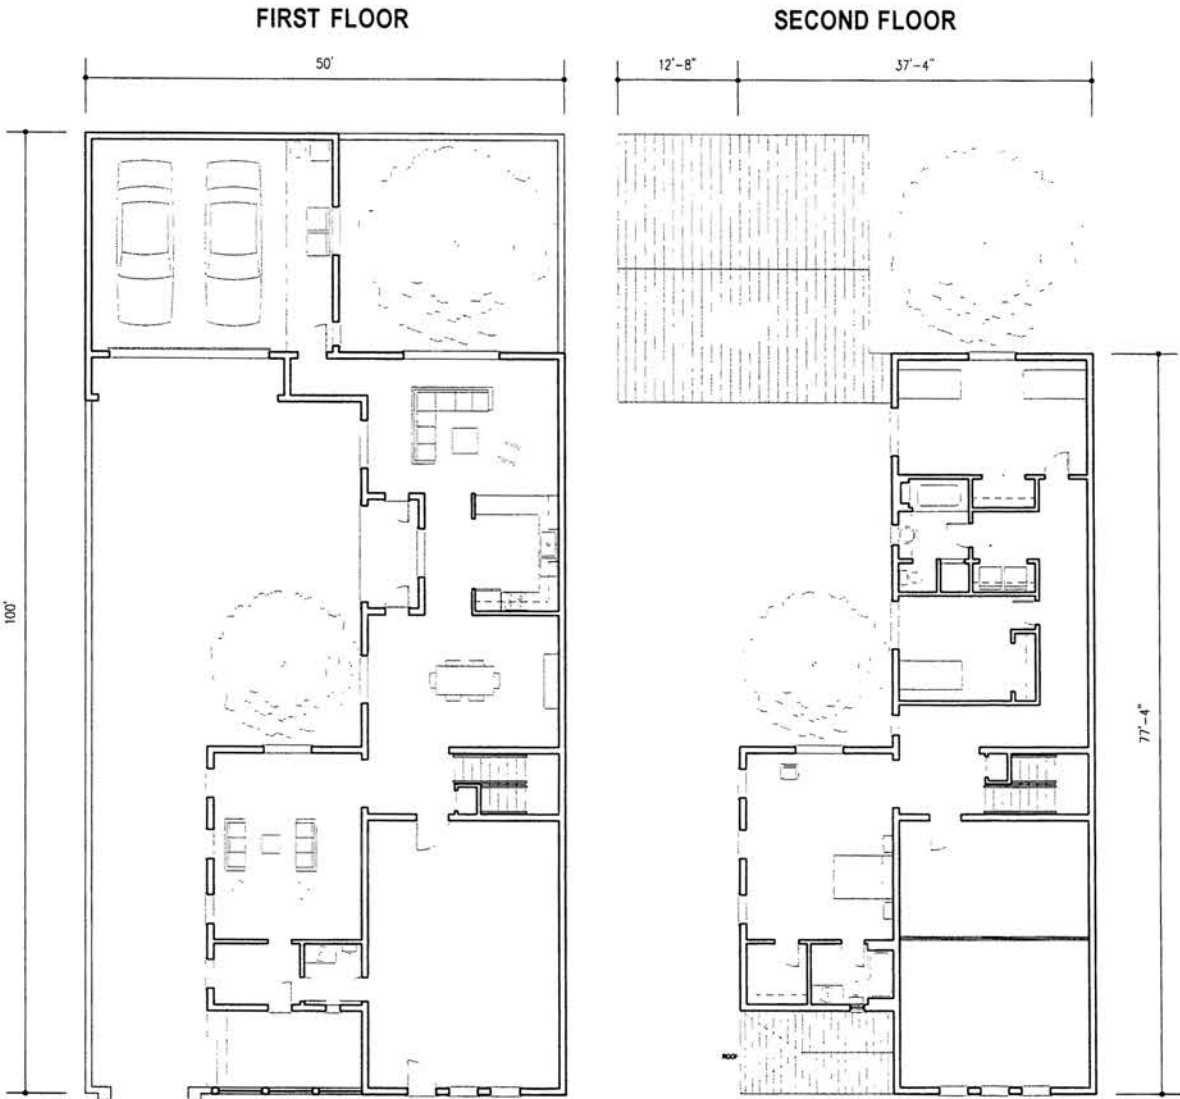 FIRST FLOOR
SECOND FLOOR
50'
12'-8"
37'-4"
100'
77'-4"
ROOF